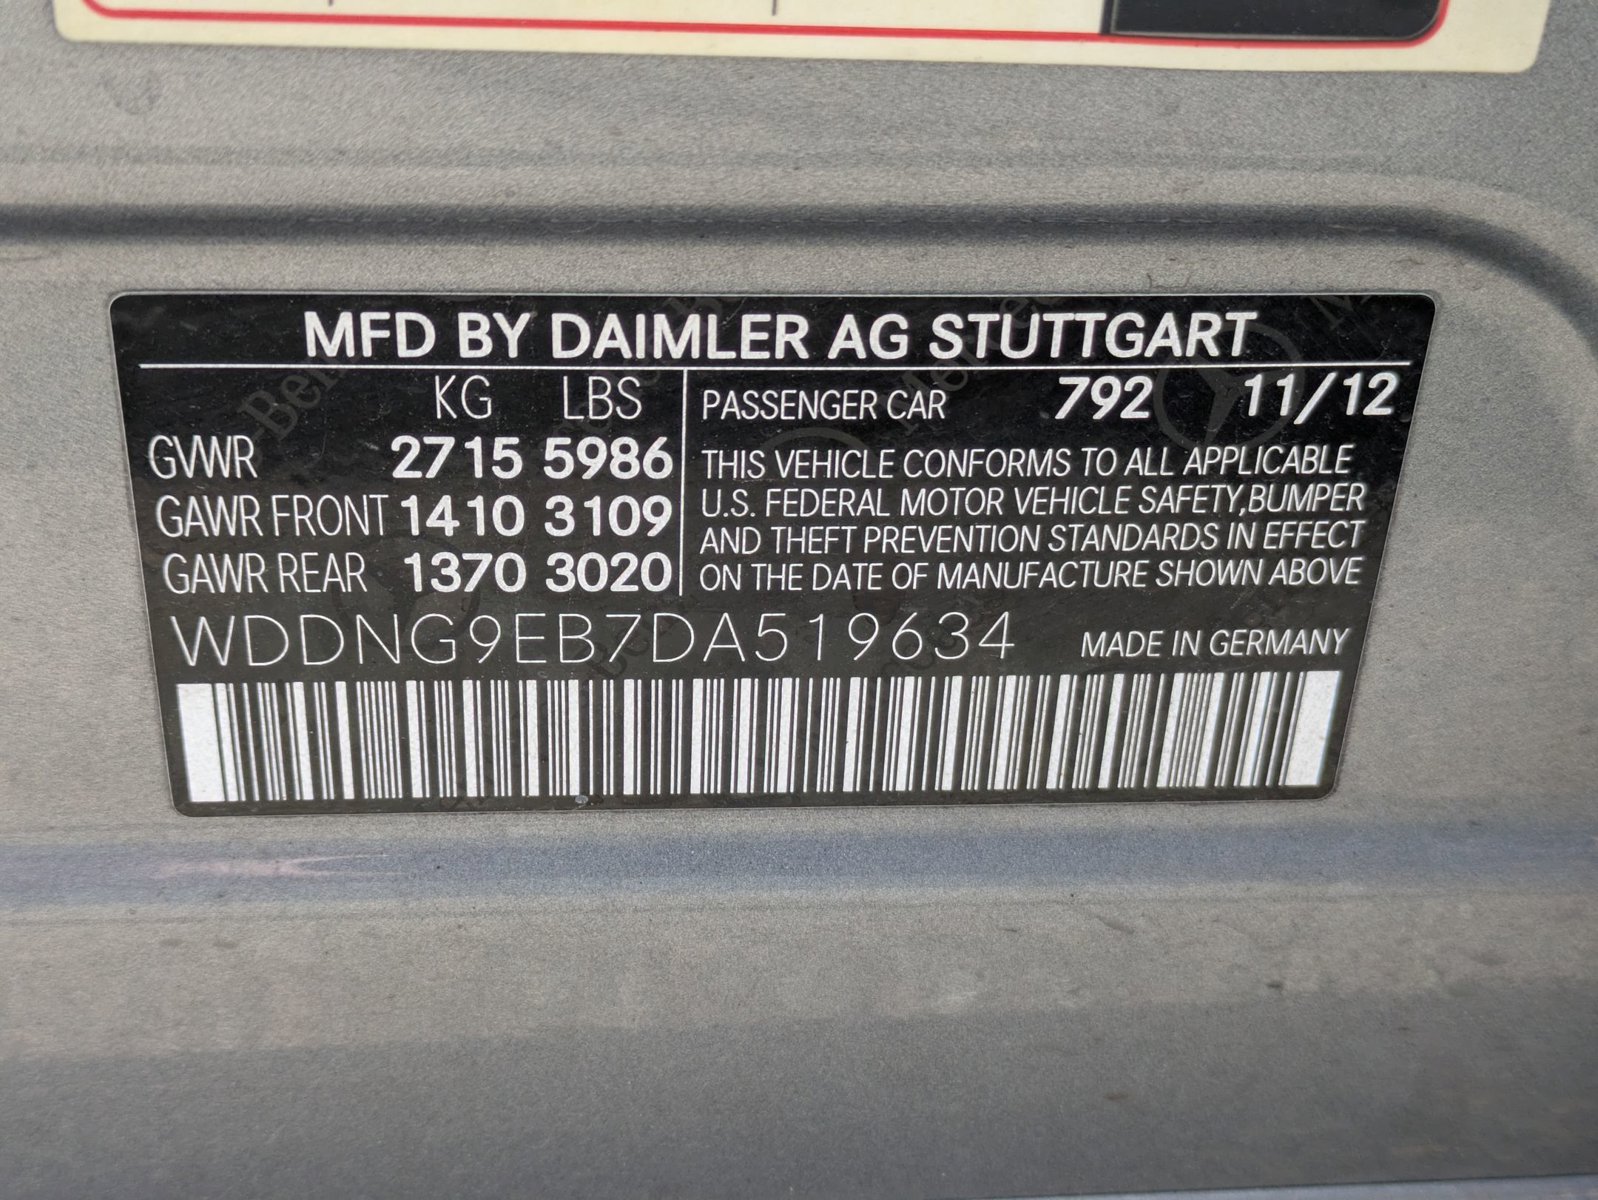 MFD BY DAIMLER AG STUTTGART
KG LBS
GVWR 2715 5986
GAWR FRONT 1410 3109
GAWR REAR 1370 3020
PASSENGER CAR 792 11/12
THIS VEHICLE CONFORMS TO ALL APPLICABLE
U.S. FEDERAL MOTOR VEHICLE SAFETY,BUMPER
AND THEFT PREVENTION STANDARDS IN EFFECT
ON THE DATE OF MANUFACTURE SHOWN ABOVE
WDDNG9EB7DA519634 MADE IN GERMANY